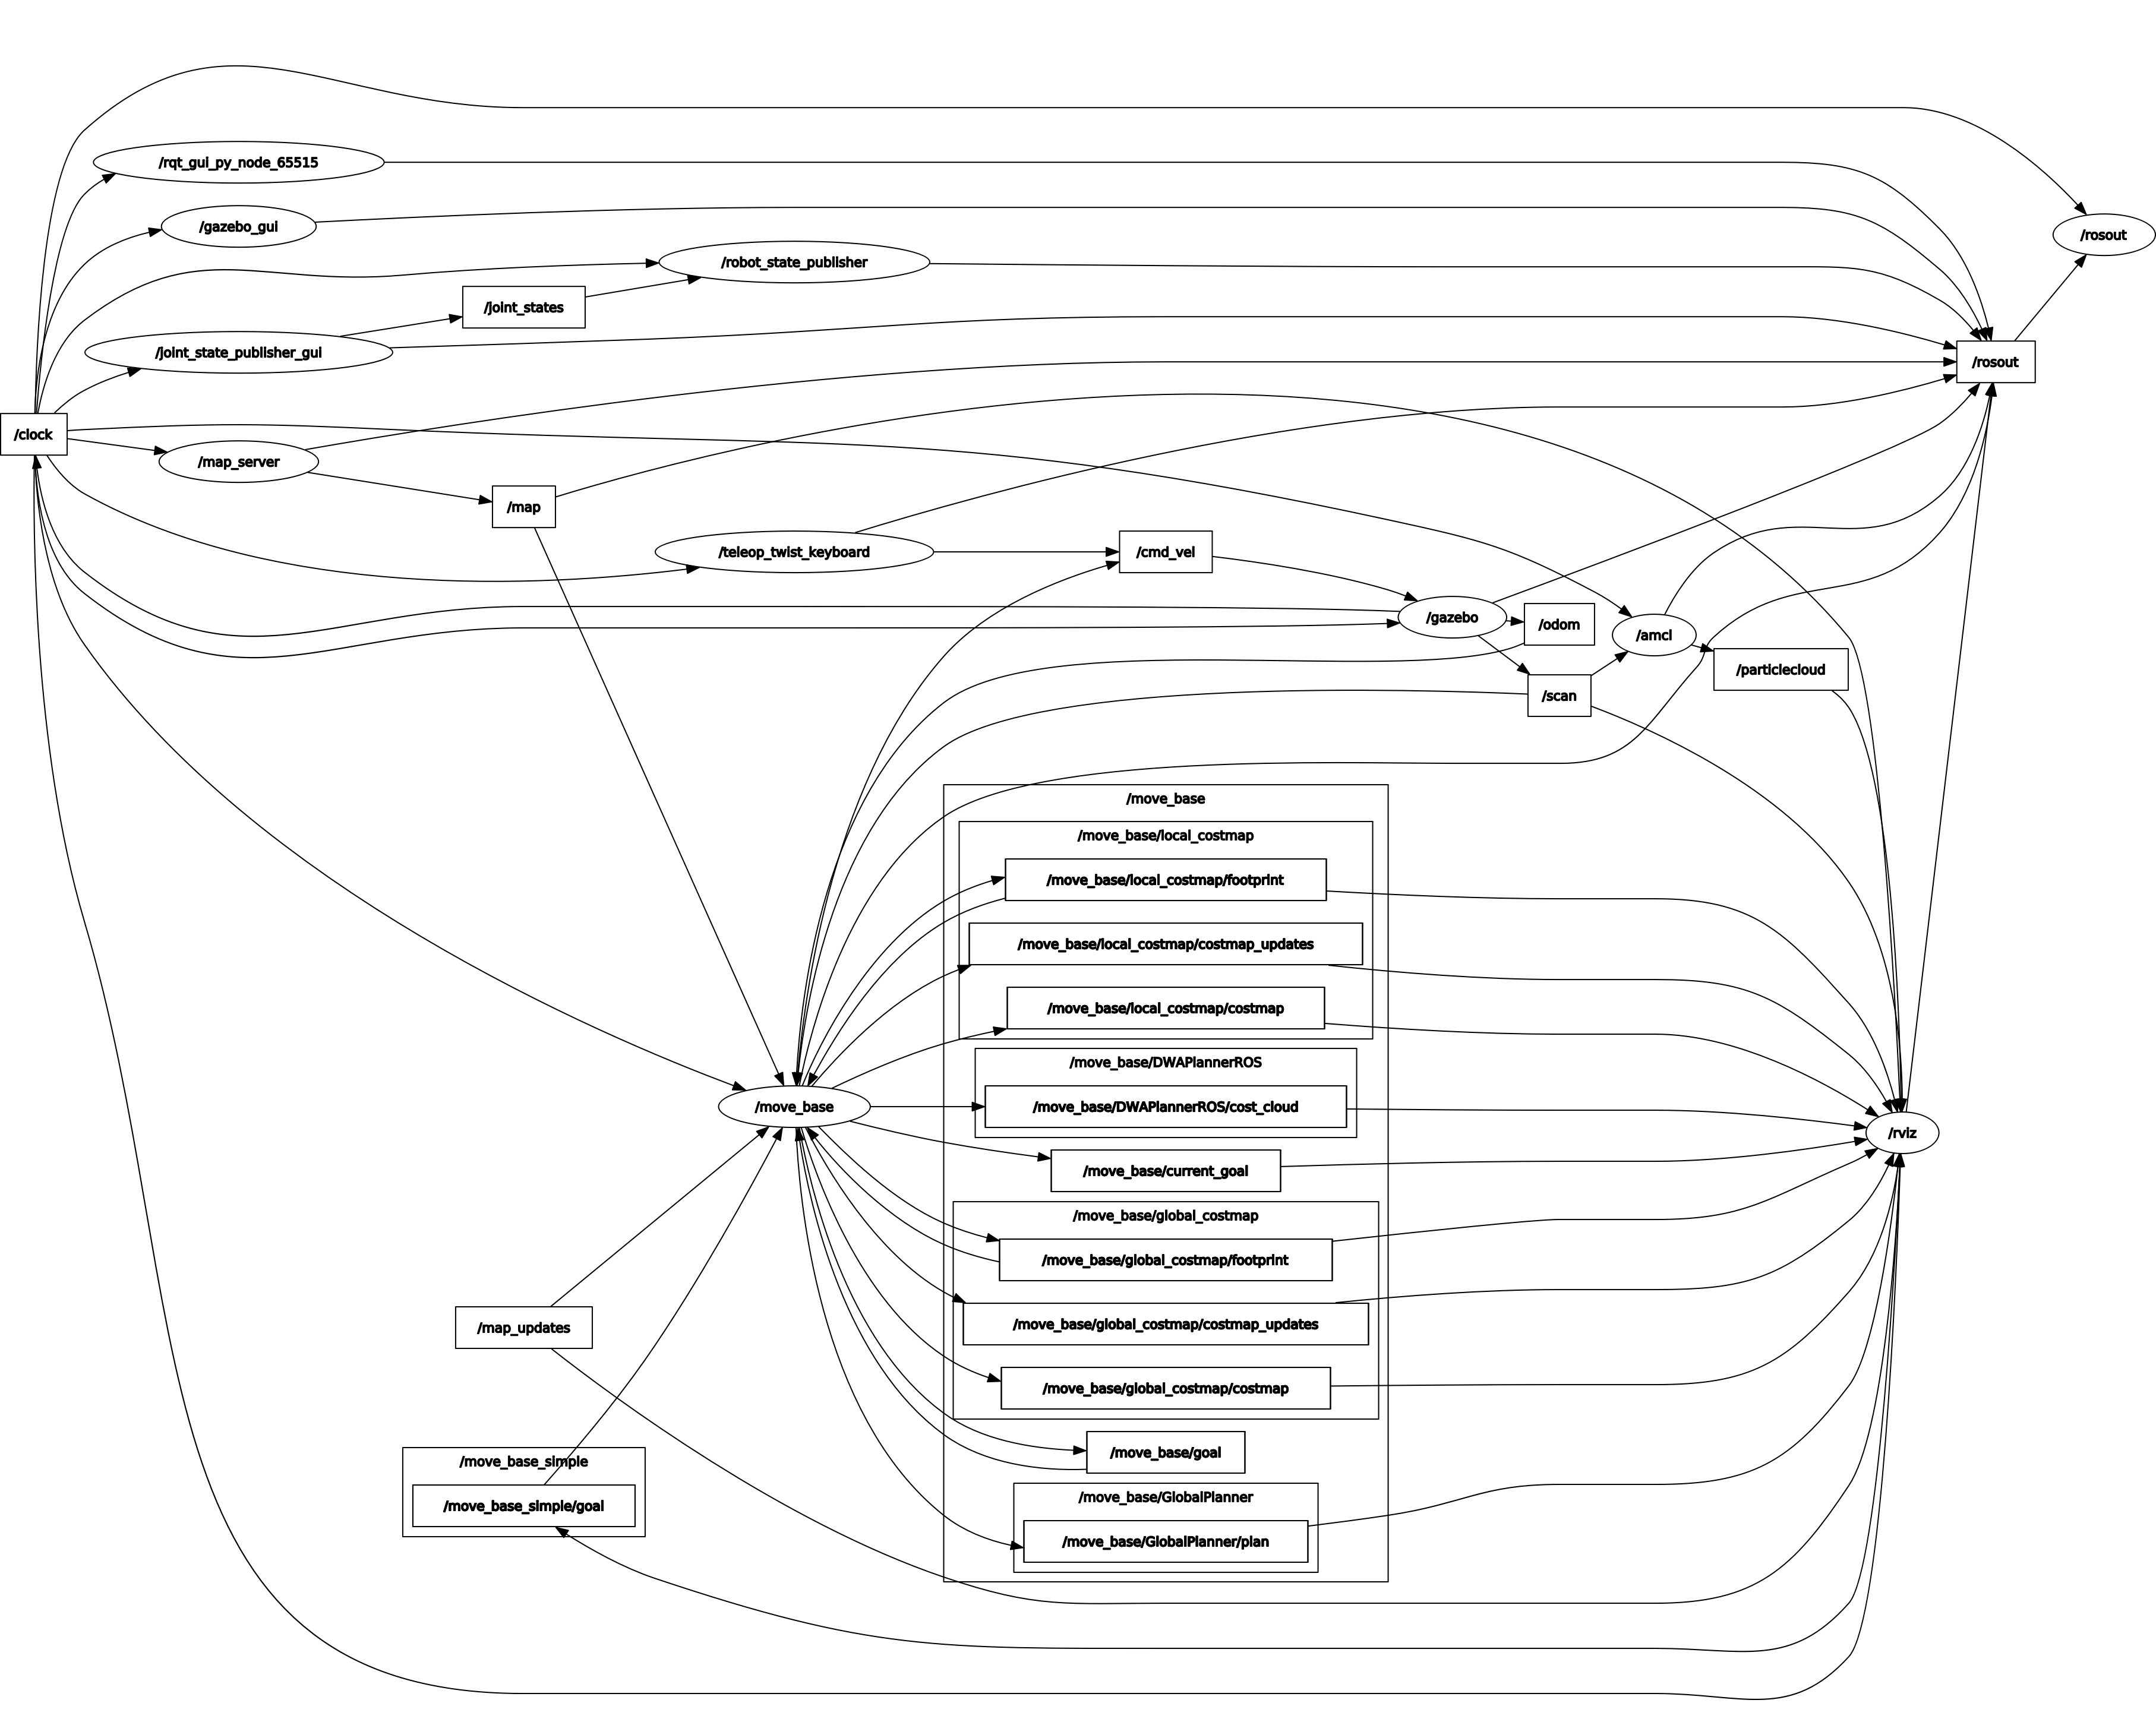 /rqt_gui_py_node_65515
/gazebo_gui
/rosout
/robot_state_publisher
/joint_states
/joint_state_publisher_gui
/rosout
/clock
/map_server
/map
/teleop_twist_keyboard
/cmd_vel
/gazebo
/odom
/amcl
/particlecloud
/scan
/move_base
/move_base/local_costmap
/move_base/local_costmap/footprint
/move_base/local_costmap/costmap_updates
/move_base/local_costmap/costmap
/move_base/DWAPlannerROS
/move_base
/move_base/DWAPlannerROS/cost_cloud
/rviz
/move_base/current_goal
/move_base/global_costmap
/move_base/global_costmap/footprint
/map_updates
/move_base/global_costmap/costmap_updates
/move_base/global_costmap/costmap
/move_base/goal
/move_base_simple
/move_base_simple/goal
/move_base/GlobalPlanner
/move_base/GlobalPlanner/plan